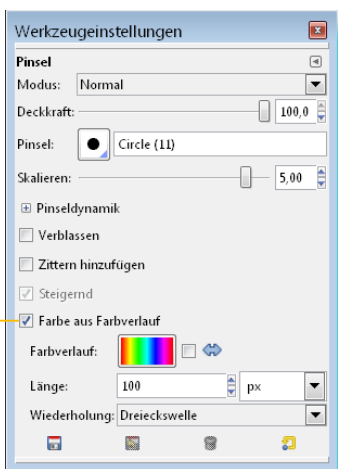 Werkzeugeinstellungen
Pinsel
Modus: Normal
Deckkraft: 100,0
Pinsel: Circle (11)
Skalieren: 5,00
Pinseldynamik
Verblassen
Zittern hinzufügen
Steigernd
Farbe aus Farbverlauf
Farbverlauf:
Länge: 100 px
Wiederholung: Dreieckswelle